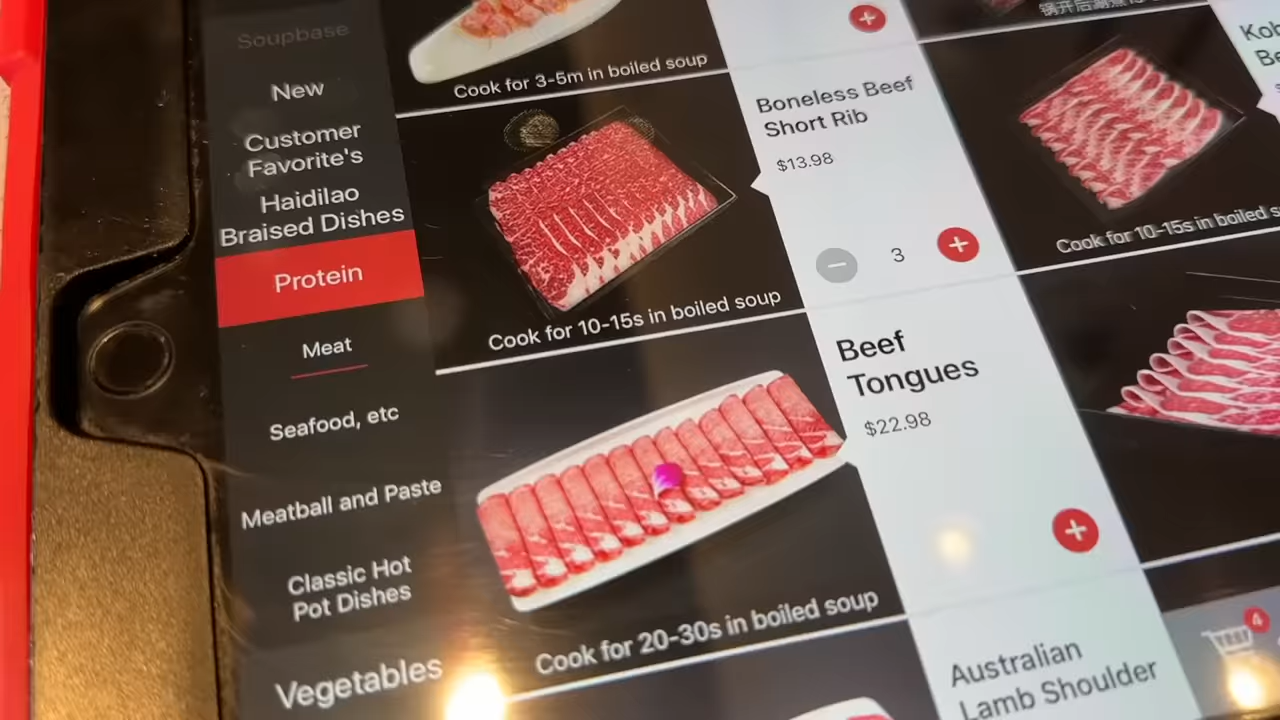 Soupbase
New
Customer
Favorite's
Haidilao
Braised Dishes
Protein
Meat
Seafood, etc
Meatball and Paste
Classic Hot
Pot Dishes
Vegetables
Cook for 3-5m in boiled soup
Boneless Beef
Short Rib
$13.98
3
Cook for 10-15s in boiled soup
Beef
Tongues
$22.98
Cook for 20-30s in boiled soup
Australian
Lamb Shoulder
Cook for 10-15s in boiled s
Kob
Be
4